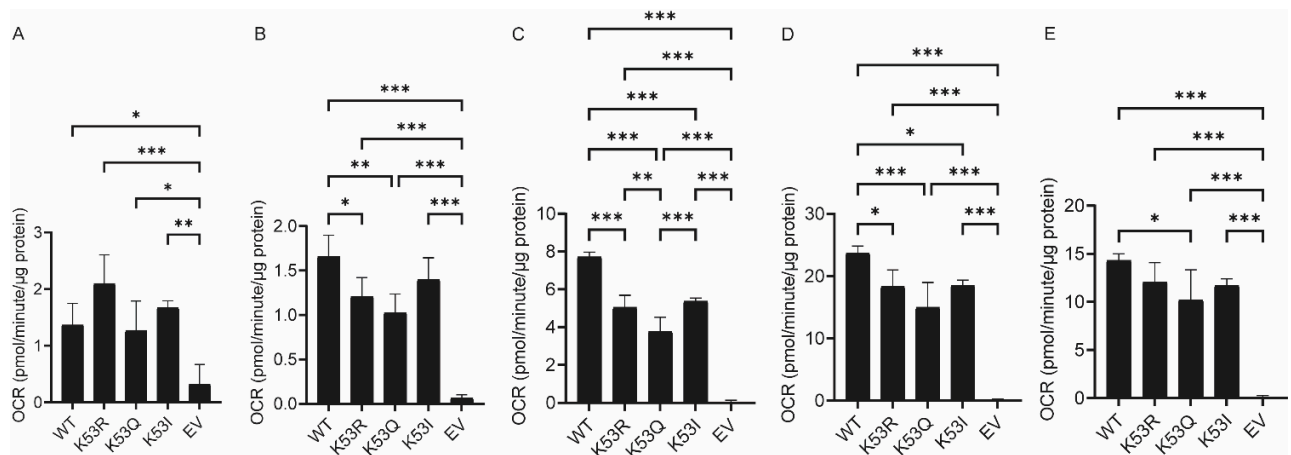 A
*
***
*
**
OCR (pmol/minute/µg protein)
3
2
1
0
WT
K53R
K53Q
K53I
EV
B
***
***
**
***
*
***
OCR (pmol/minute/µg protein)
2.0
1.5
1.0
0.5
0.0
WT
K53R
K53Q
K53I
EV
C
***
***
***
***
***
**
***
***
***
OCR (pmol/minute/µg protein)
8
6
4
2
0
WT
K53R
K53Q
K53I
EV
D
***
***
*
***
***
*
***
OCR (pmol/minute/µg protein)
30
20
10
0
WT
K53R
K53Q
K53I
EV
E
***
***
***
*
***
OCR (pmol/minute/µg protein)
20
15
10
5
0
WT
K53R
K53Q
K53I
EV